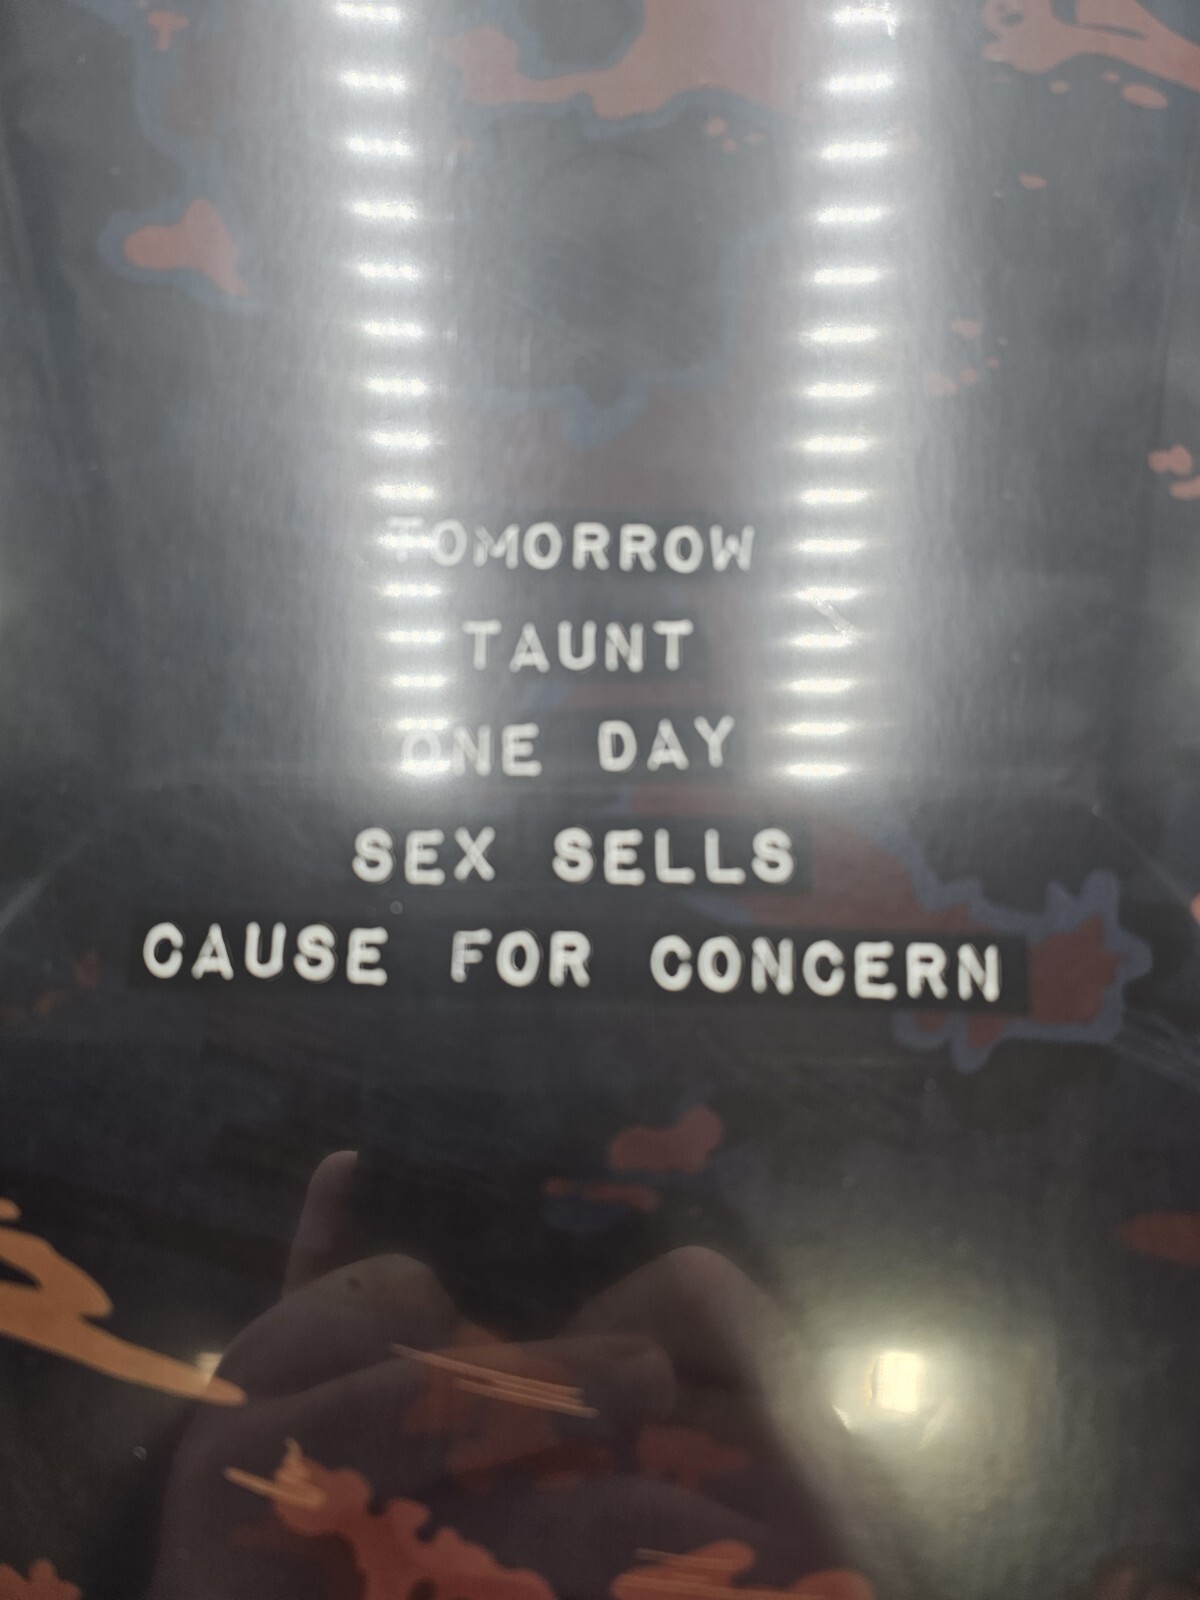 TOMORROW
TAUNT
ONE DAY
SEX SELLS
CAUSE FOR CONCERN